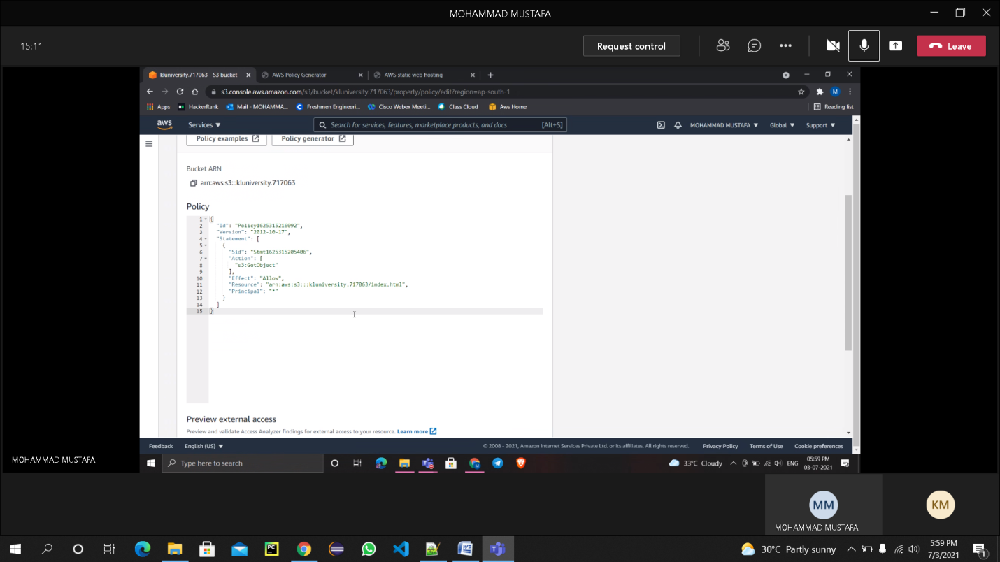 MOHAMMAD MUSTAFA
15:11
Request control
Leave
kluniversity.717063 - S3 bucket
AWS Policy Generator
AWS static web hosting
s3.console.aws.amazon.com/s3/bucket/kluniversity.717063/property/policy/edit?region=ap-south-1
M
Apps
HackerRank
Mail - MOHAMMA...
Freshmen Engineeri...
Cisco Webex Meeti...
Class Cloud
Aws Home
Reading list
aws
Services
Search for services, features, marketplace products, and docs
[Alt+S]
MOHAMMAD MUSTAFA
Global
Support
Policy examples
Policy generator
Bucket ARN
arn:aws:s3:::kluniversity.717063
Policy
1 {
2 "Id": "Policy1625315216092",
3 "Version": "2012-10-17",
4 "Statement": [
5 {
6 "Sid": "Stmt1625315205406",
7 "Action": [
8 "s3:GetObject"
9 ],
10 "Effect": "Allow",
11 "Resource": "arn:aws:s3:::kluniversity.717063/index.html",
12 "Principal": "*"
13 }
14 ]
15 }
Preview external access
Preview and validate Access Analyzer findings for external access to your resource. Learn more
Feedback
English (US)
© 2008 - 2021, Amazon Internet Services Private Ltd. or its affiliates. All rights reserved.
Privacy Policy
Terms of Use
Cookie preferences
MOHAMMAD MUSTAFA
Type here to search
33°C Cloudy
ENG
05:59 PM
03-07-2021
MM
MOHAMMAD MUSTAFA
KM
PC
30°C Partly sunny
5:59 PM
7/3/2021
1